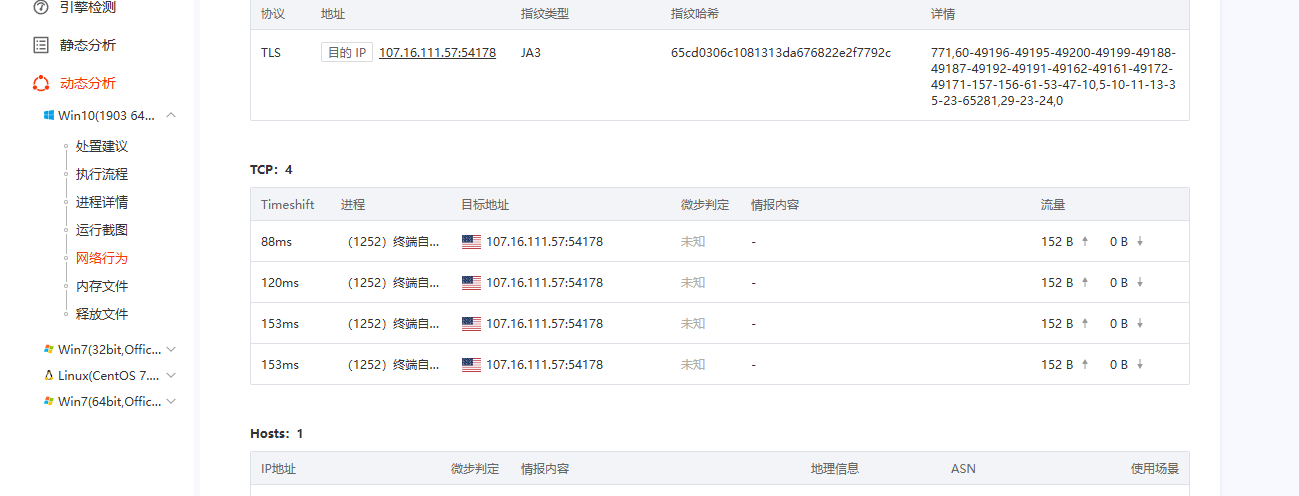 引擎检测
静态分析
动态分析
Win10(1903 64...
处置建议
执行流程
进程详情
运行截图
网络行为
内存文件
释放文件
Win7(32bit,Offic...
Linux(CentOS 7....
Win7(64bit,Offic...
协议 地址 指纹类型 指纹哈希 详情
TLS 目的 IP 107.16.111.57:54178 JA3 65cd0306c1081313da676822e2f7792c 771,60-49196-49195-49200-49199-49188-
49187-49192-49191-49162-49161-49172-
49171-157-156-61-53-47-10,5-10-11-13-3
5-23-65281,29-23-24,0
TCP：4
Timeshift 进程 目标地址 微步判定 情报内容 流量
88ms （1252）终端自... 107.16.111.57:54178 未知 - 152 B ↑ 0 B ↓
120ms （1252）终端自... 107.16.111.57:54178 未知 - 152 B ↑ 0 B ↓
153ms （1252）终端自... 107.16.111.57:54178 未知 - 152 B ↑ 0 B ↓
153ms （1252）终端自... 107.16.111.57:54178 未知 - 152 B ↑ 0 B ↓
Hosts：1
IP地址 微步判定 情报内容 地理信息 ASN 使用场景